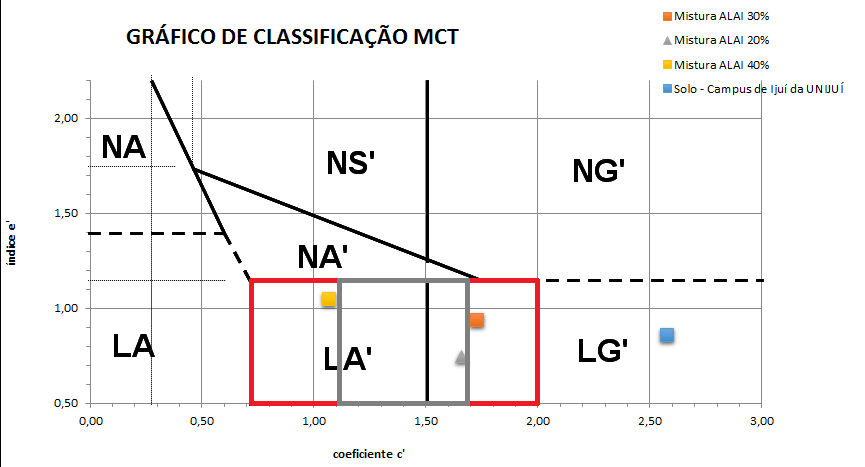 GRÁFICO DE CLASSIFICAÇÃO MCT
Mistura ALAI 30%
Mistura ALAI 20%
Mistura ALAI 40%
Solo - Campus de Ijuí da UNIJUÍ
índice e'
2,00
1,50
1,00
0,50
NA
NS'
NG'
NA'
LA
LA'
LG'
0,00
0,50
1,00
1,50
2,00
2,50
3,00
coeficiente c'